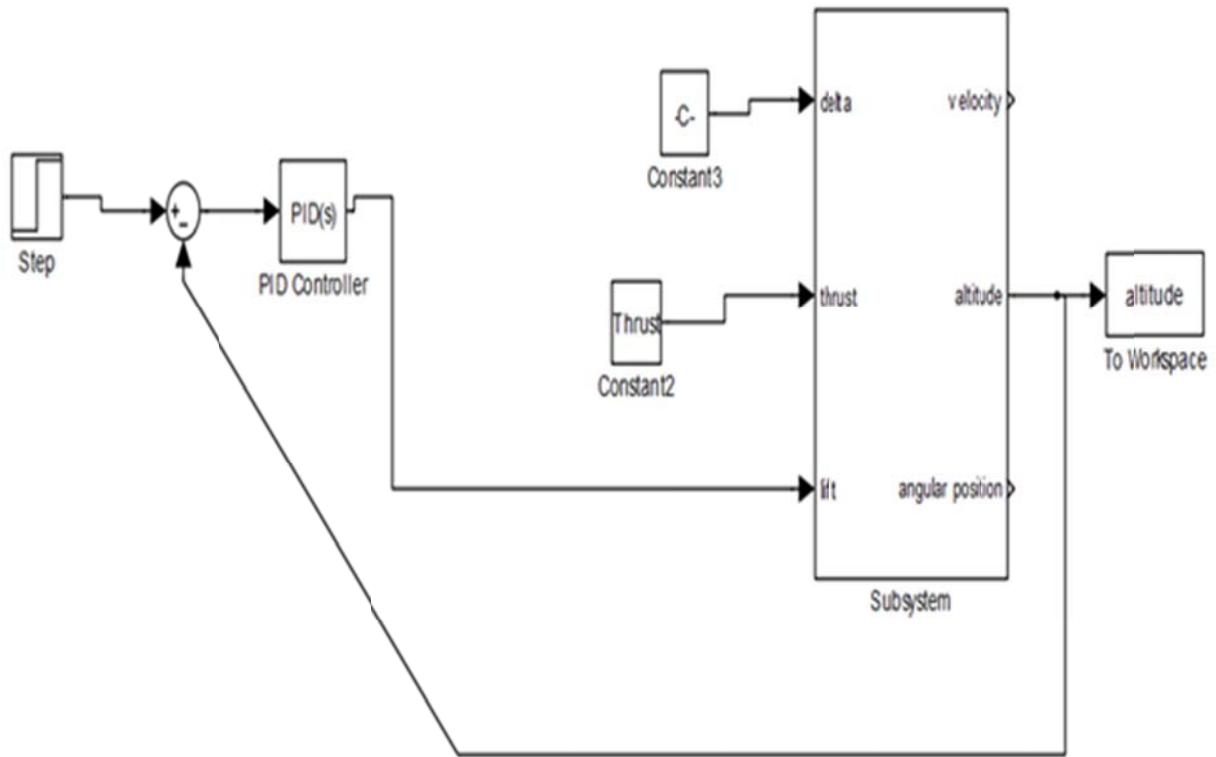 Step
+
-
PID(s)
PID Controller
-C-
Constant3
Thrust
Constant2
delta
thrust
lift
velocity
altitude
angular position
Subsystem
altitude
To Workspace